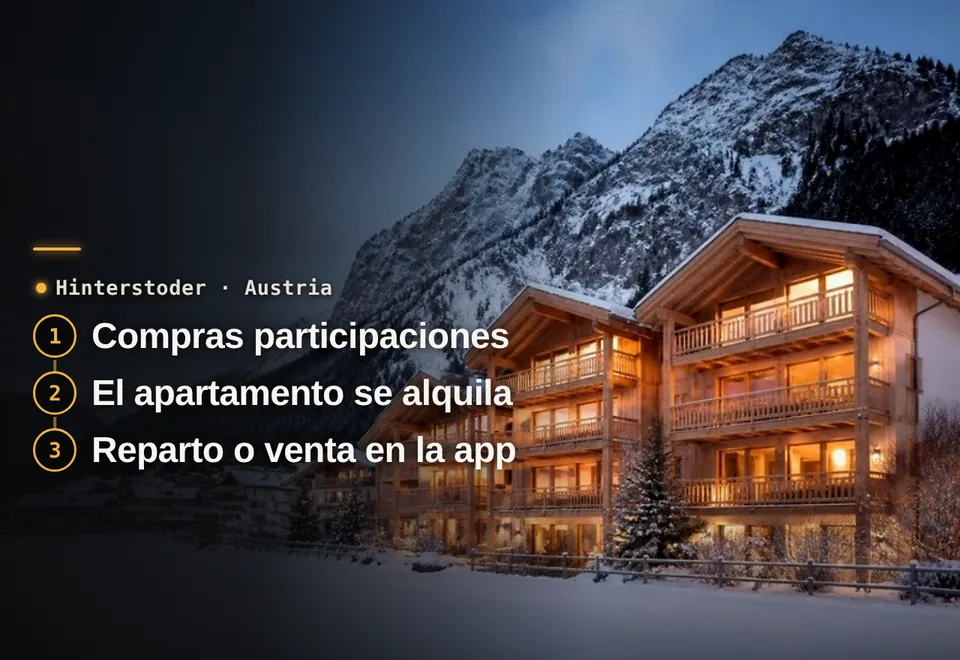 Hinterstoder · Austria
1 Compras participaciones
2 El apartamento se alquila
3 Reparto o venta en la app